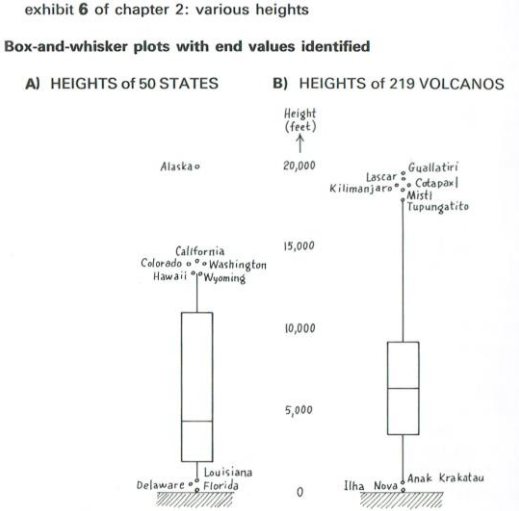 exhibit 6 of chapter 2: various heights
Box-and-whisker plots with end values identified
A) HEIGHTS of 50 STATES
B) HEIGHTS of 219 VOLCANOS
Height
(feet)
Alaska
20,000
Guallatiri
Lascar
Cotapaxi
Kilimanjaro
Misti
Tupungatito
California
15,000
Colorado
Washington
Hawaii
Wyoming
10,000
5,000
Louisiana
Delaware
Florida
0
Ilha Nova
Anak Krakatau